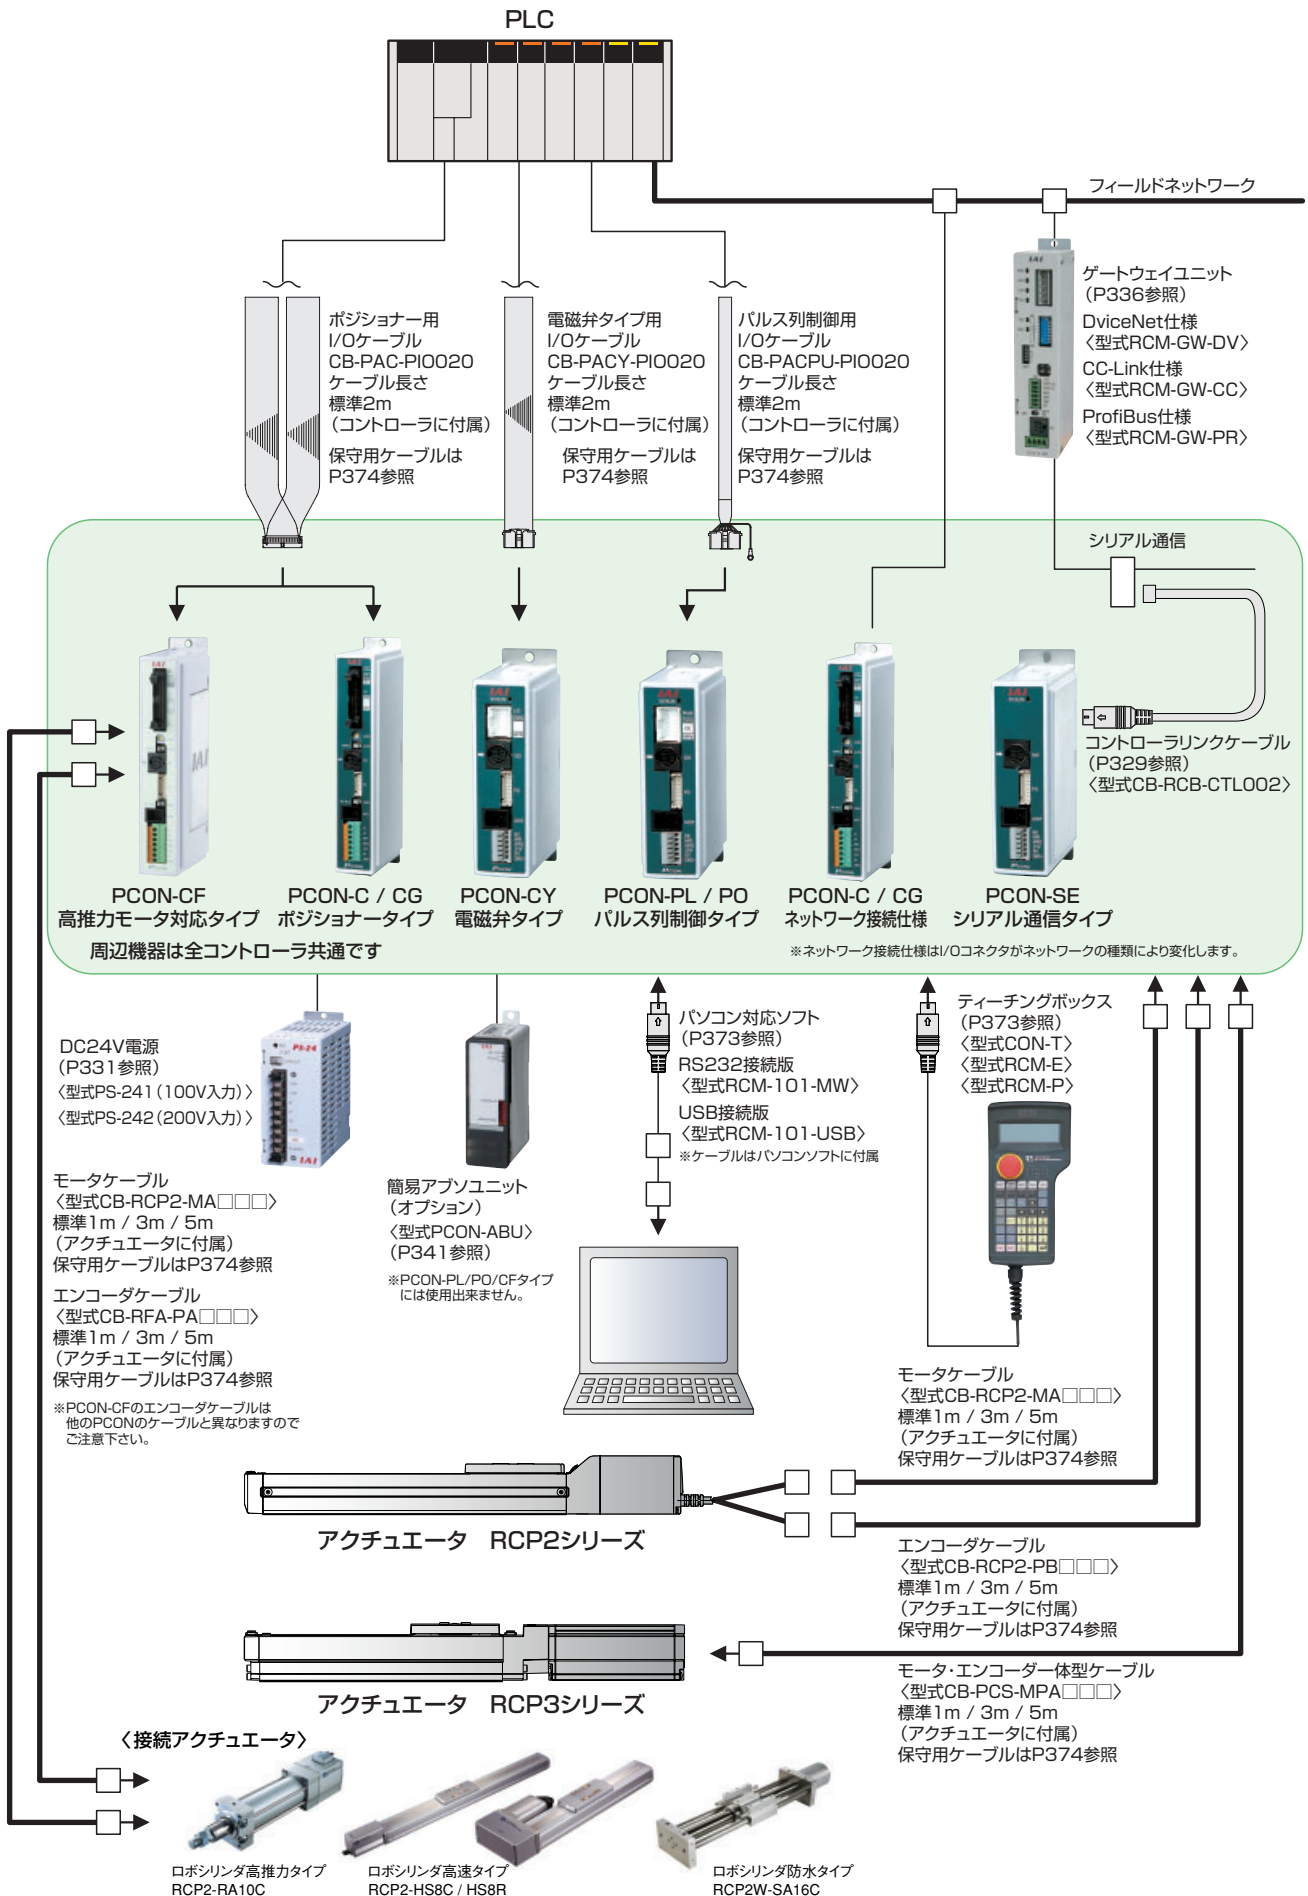 PLC
フィールドネットワーク
ゲートウェイユニット
(P336参照)
DviceNet仕様
〈型式RCM-GW-DV〉
CC-Link仕様
〈型式RCM-GW-CC〉
ProfiBus仕様
〈型式RCM-GW-PR〉
ポジショナー用
I/Oケーブル
CB-PAC-PIO020
ケーブル長さ
標準2m
(コントローラに付属)
保守用ケーブルは
P374参照
電磁弁タイプ用
I/Oケーブル
CB-PACY-PIO020
ケーブル長さ
標準2m
(コントローラに付属)
保守用ケーブルは
P374参照
パルス列制御用
I/Oケーブル
CB-PACPU-PIO020
ケーブル長さ
標準2m
(コントローラに付属)
保守用ケーブルは
P374参照
シリアル通信
コントローラリンクケーブル
(P329参照)
〈型式CB-RCB-CTL002〉
PCON-CF
高推力モータ対応タイプ
PCON-C / CG
ポジショナータイプ
PCON-CY
電磁弁タイプ
PCON-PL / PO
パルス列制御タイプ
PCON-C / CG
ネットワーク接続仕様
PCON-SE
シリアル通信タイプ
周辺機器は全コントローラ共通です
※ネットワーク接続仕様はI/Oコネクタがネットワークの種類により変化します。
DC24V電源
(P331参照)
〈型式PS-241(100V入力)〉
〈型式PS-242(200V入力)〉
PS-24
IAI
モータケーブル
〈型式CB-RCP2-MA□□□〉
標準1m / 3m / 5m
(アクチュエータに付属)
保守用ケーブルはP374参照
エンコーダケーブル
〈型式CB-RFA-PA□□□〉
標準1m / 3m / 5m
(アクチュエータに付属)
保守用ケーブルはP374参照
※PCON-CFのエンコーダケーブルは
他のPCONのケーブルと異なりますので
ご注意下さい。
簡易アブソユニット
(オプション)
〈型式PCON-ABU〉
(P341参照)
※PCON-PL/PO/CFタイプ
には使用出来ません。
パソコン対応ソフト
(P373参照)
RS232接続版
〈型式RCM-101-MW〉
USB接続版
〈型式RCM-101-USB〉
※ケーブルはパソコンソフトに付属
ティーチングボックス
(P373参照)
〈型式CON-T〉
〈型式RCM-E〉
〈型式RCM-P〉
モータケーブル
〈型式CB-RCP2-MA□□□〉
標準1m / 3m / 5m
(アクチュエータに付属)
保守用ケーブルはP374参照
アクチュエータ RCP2シリーズ
エンコーダケーブル
〈型式CB-RCP2-PB□□□〉
標準1m / 3m / 5m
(アクチュエータに付属)
保守用ケーブルはP374参照
アクチュエータ RCP3シリーズ
モータ・エンコーダ一体型ケーブル
〈型式CB-PCS-MPA□□□〉
標準1m / 3m / 5m
(アクチュエータに付属)
保守用ケーブルはP374参照
〈接続アクチュエータ〉
ロボシリンダ高推力タイプ
RCP2-RA10C
ロボシリンダ高速タイプ
RCP2-HS8C / HS8R
ロボシリンダ防水タイプ
RCP2W-SA16C